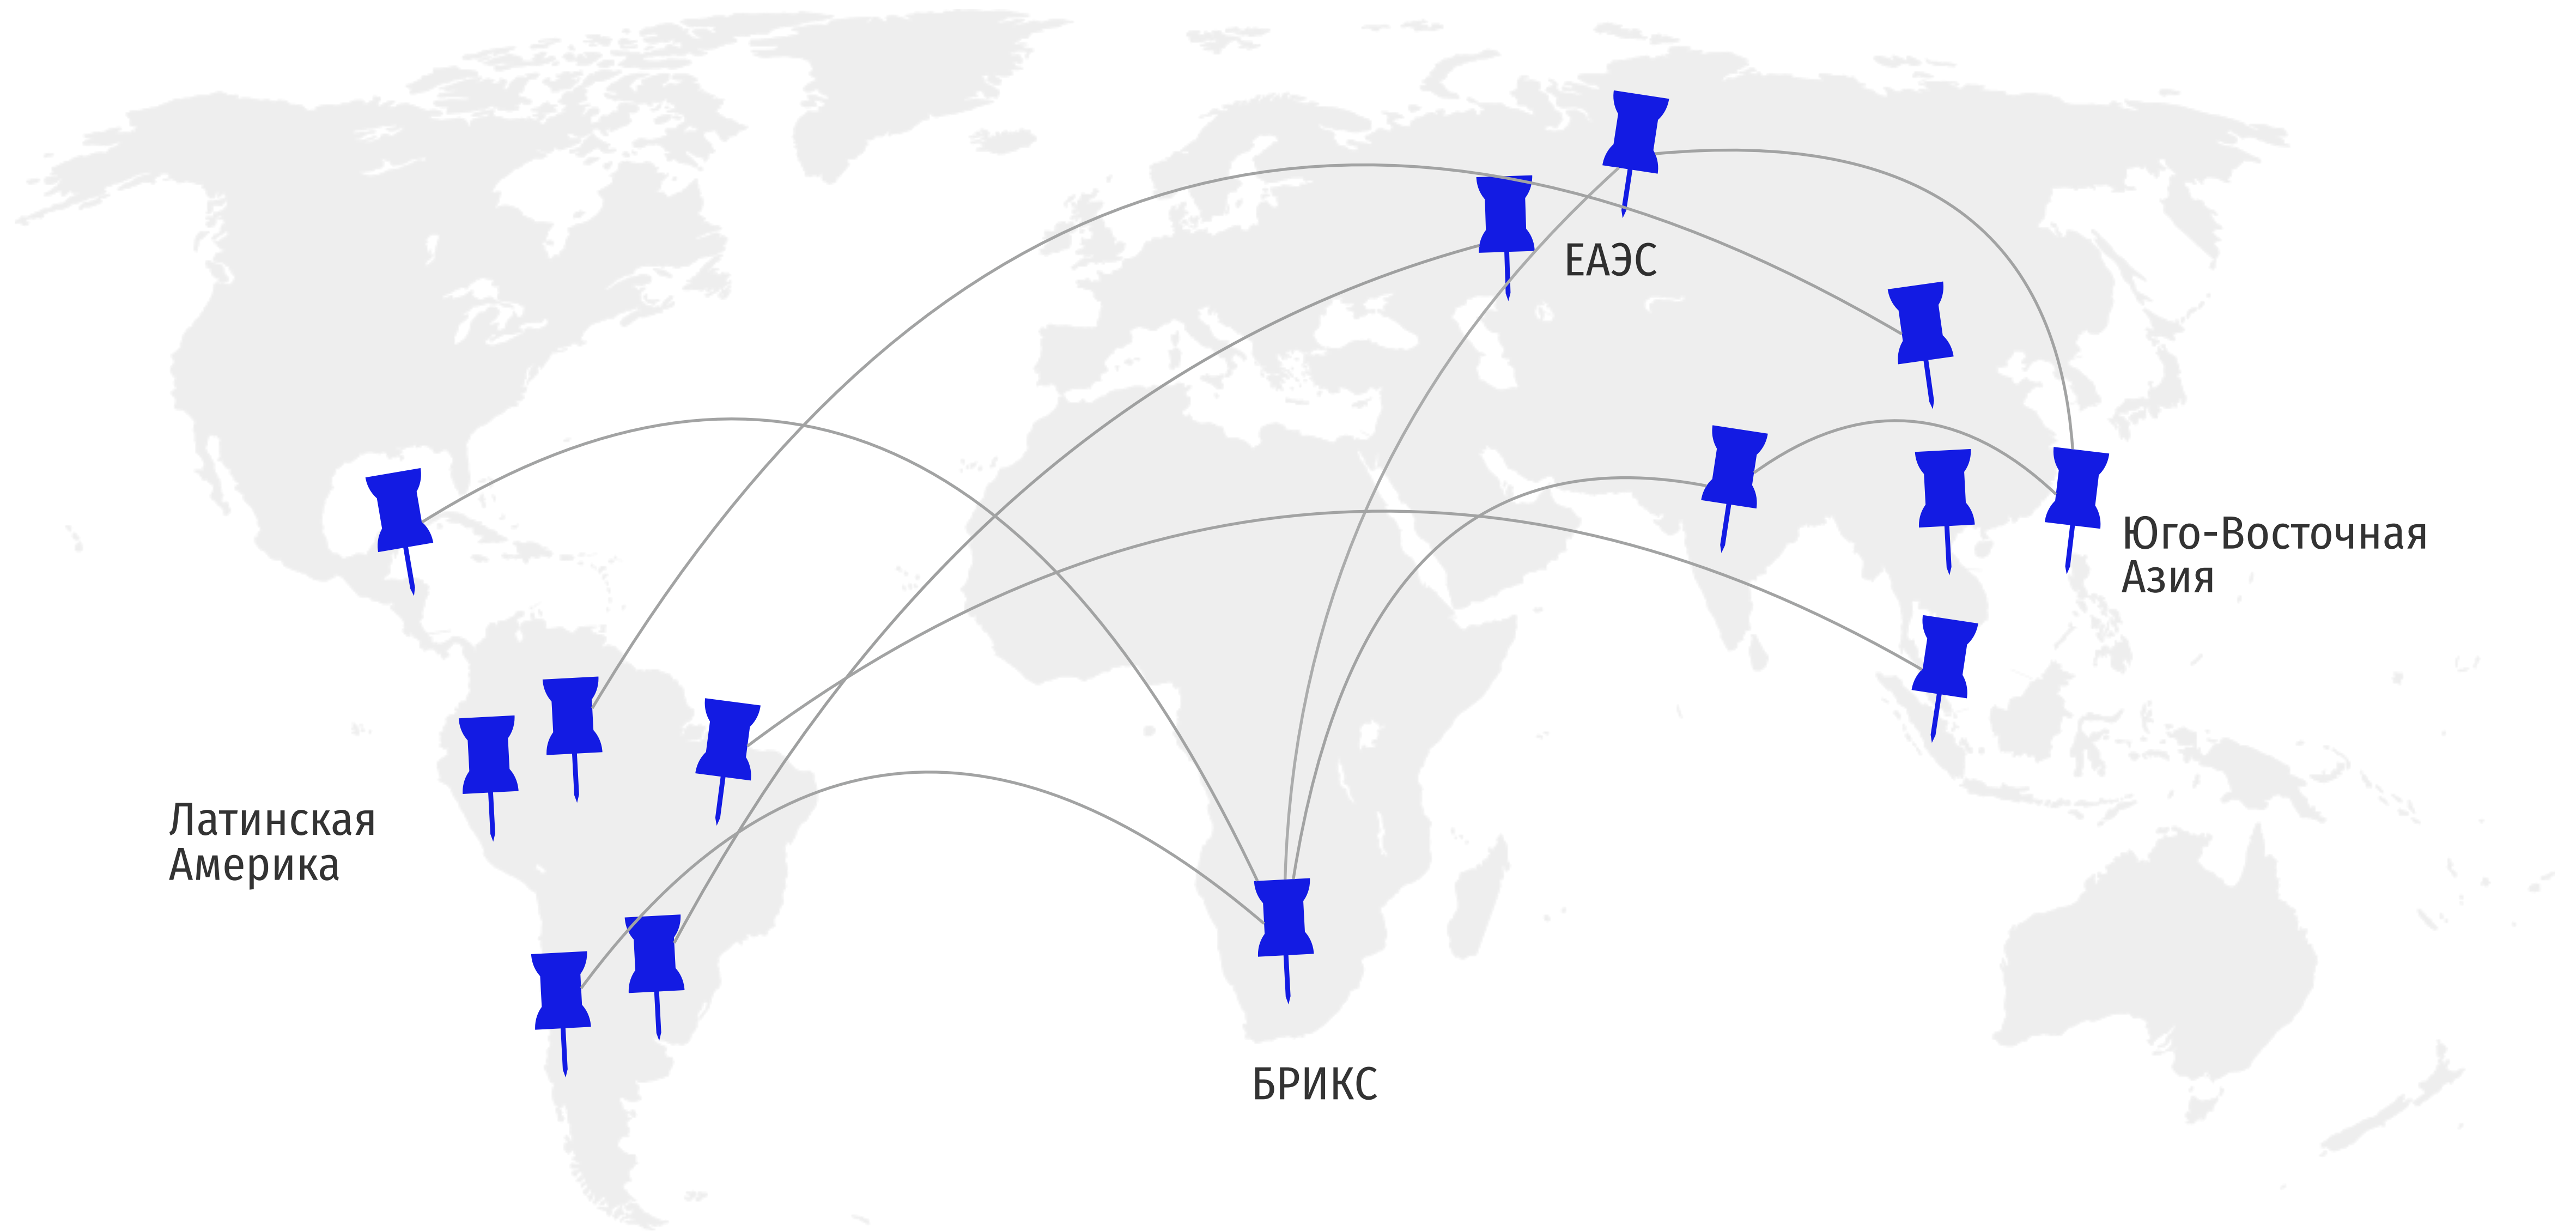 ЕАЭС
Юго-Восточная
Азия
Латинская
Америка
БРИКС